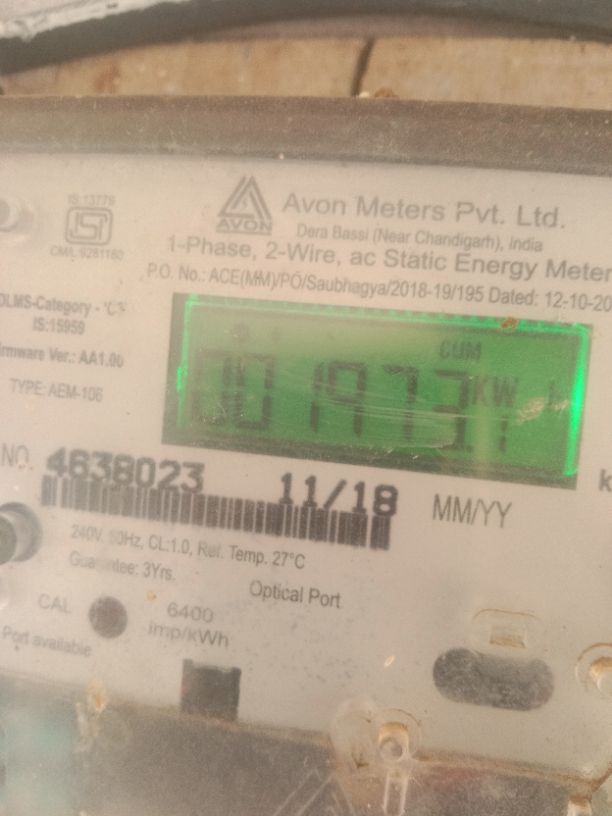 IS:13779
CM/L:9281180
AVON
Avon Meters Pvt. Ltd.
Dera Bassi (Near Chandigarh), India
1-Phase, 2-Wire, ac Static Energy Meter
P.O. No.: ACE(MM)/PO/Saubhagya/2018-19/195 Dated: 12-10-20
DLMS-Category -
IS:15959
Firmware Ver.: AA1.00
TYPE: AEM-106
CUM
001973.1
KW
NO. 4638023 11/18 MM/YY
240V, 50Hz, CL:1.0, Ref. Temp. 27°C
Guarantee: 3Yrs.
Optical Port
CAL
6400
imp/kWh
Port available